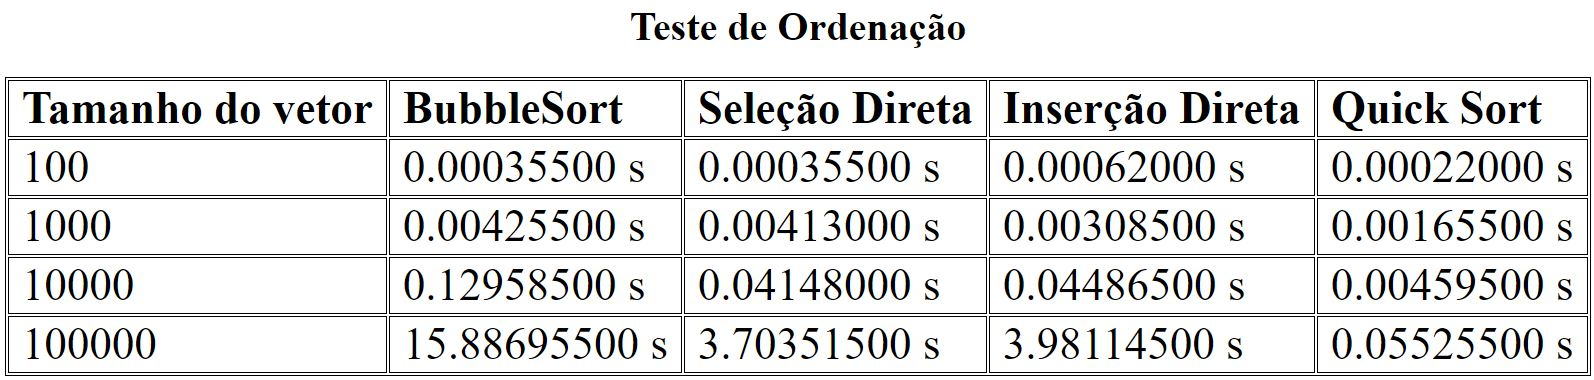 Teste de Ordenação
Tamanho do vetor BubbleSort Seleção Direta Inserção Direta Quick Sort
100 0.00035500 s 0.00035500 s 0.00062000 s 0.00022000 s
1000 0.00425500 s 0.00413000 s 0.00308500 s 0.00165500 s
10000 0.12958500 s 0.04148000 s 0.04486500 s 0.00459500 s
100000 15.88695500 s 3.70351500 s 3.98114500 s 0.05525500 s